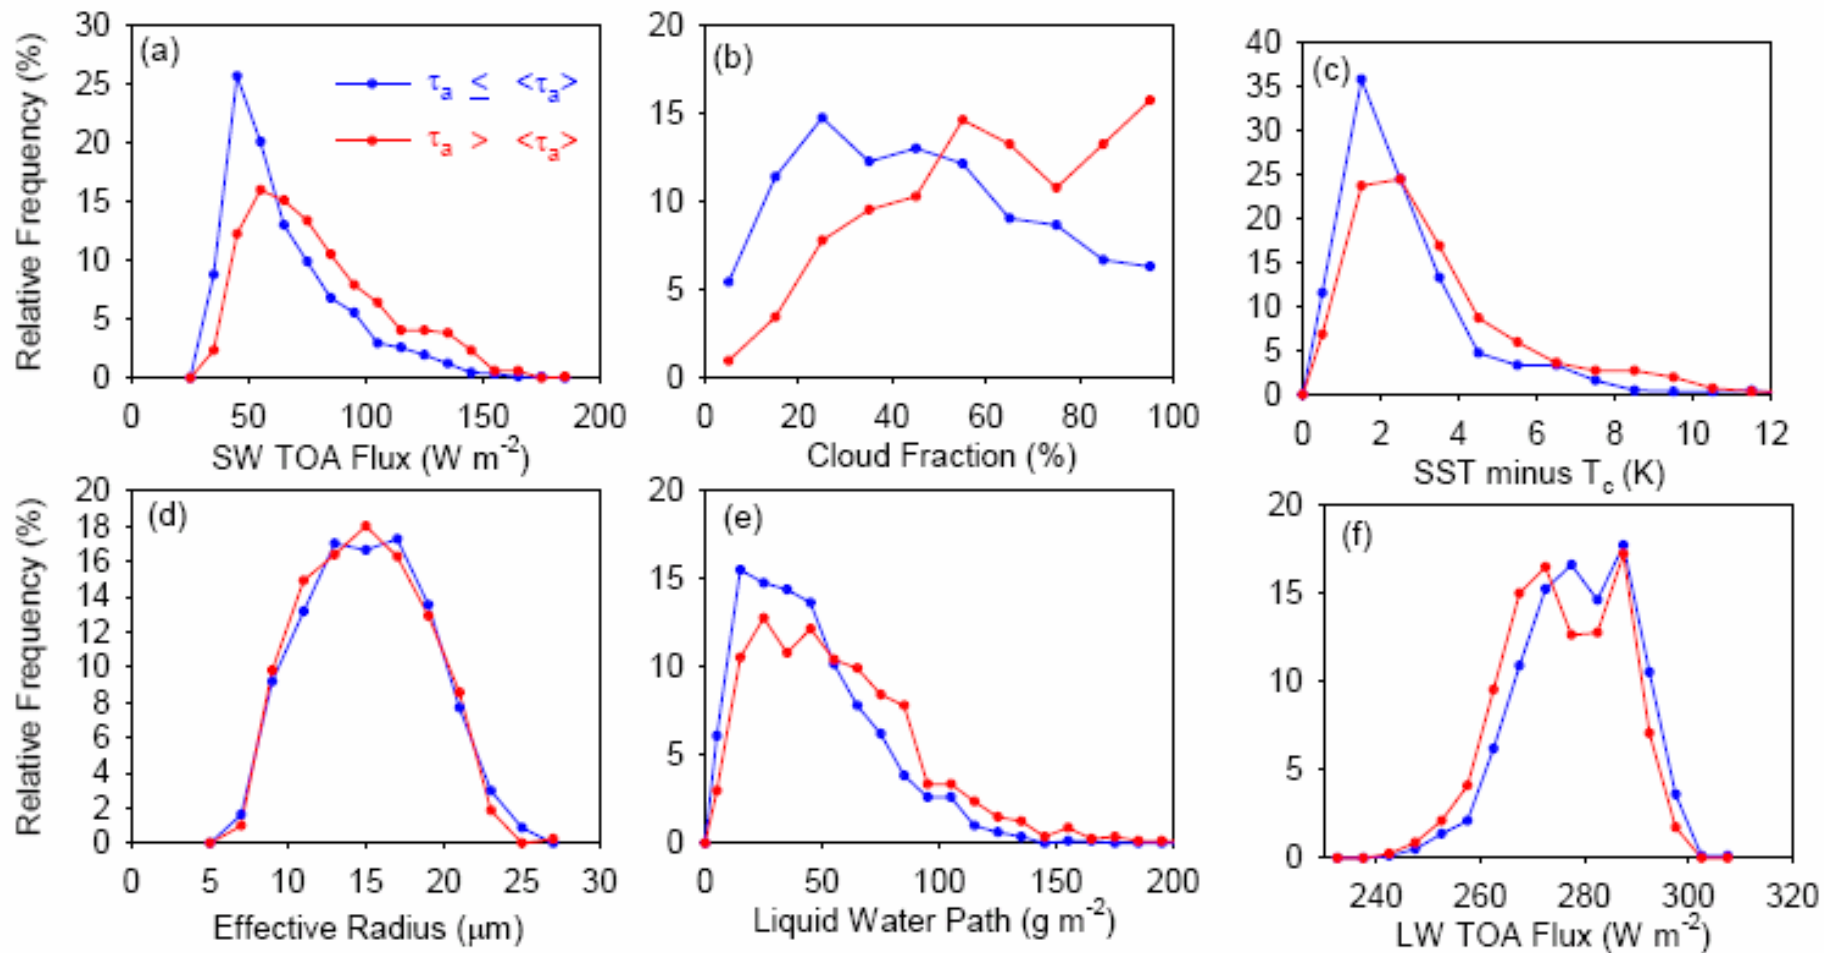 Relative Frequency (%)
30
25
20
15
10
5
0
(a)
τa ≤ <τa>
τa > <τa>
0 50 100 150 200
SW TOA Flux (W m-2)
20
15
10
5
0
(b)
0 20 40 60 80 100
Cloud Fraction (%)
40
35
30
25
20
15
10
5
0
(c)
0 2 4 6 8 10 12
SST minus Tc (K)
Relative Frequency (%)
20
18
16
14
12
10
8
6
4
2
0
(d)
0 5 10 15 20 25 30
Effective Radius (μm)
20
15
10
5
0
(e)
0 50 100 150 200
Liquid Water Path (g m-2)
20
15
10
5
0
(f)
240 260 280 300 320
LW TOA Flux (W m-2)